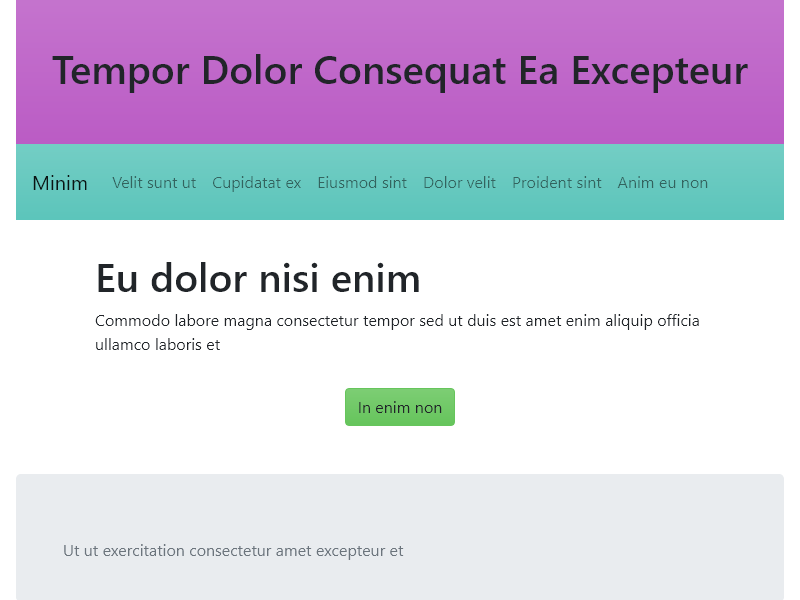 Tempor Dolor Consequat Ea Excepteur
Minim Velit sunt ut Cupidatat ex Eiusmod sint Dolor velit Proident sint Anim eu non
Eu dolor nisi enim
Commodo labore magna consectetur tempor sed ut duis est amet enim aliquip officia
ullamco laboris et
In enim non
Ut ut exercitation consectetur amet excepteur et